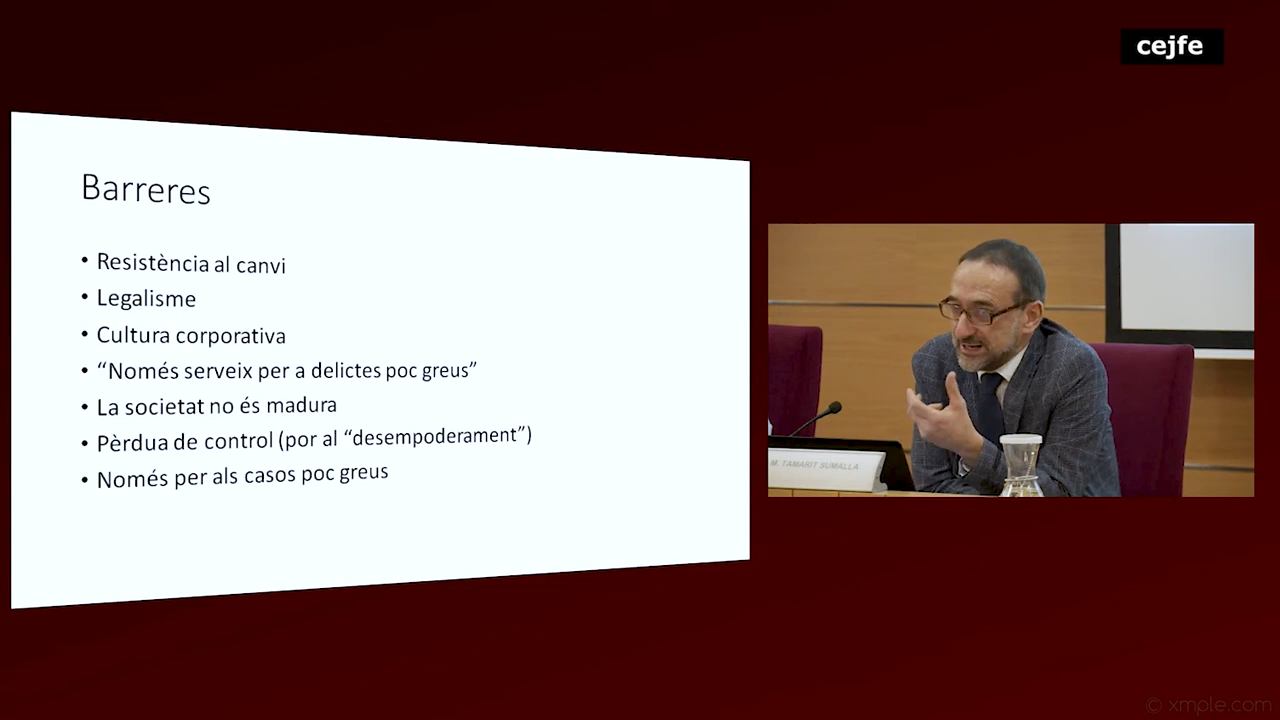 cejfe
Barreres
• Resistència al canvi
• Legalisme
• Cultura corporativa
• “Només serveix per a delictes poc greus”
• La societat no és madura
• Pèrdua de control (por al “desempoderament”)
• Només per als casos poc greus
M. TAMARIT SUMALLA
© xmple.com